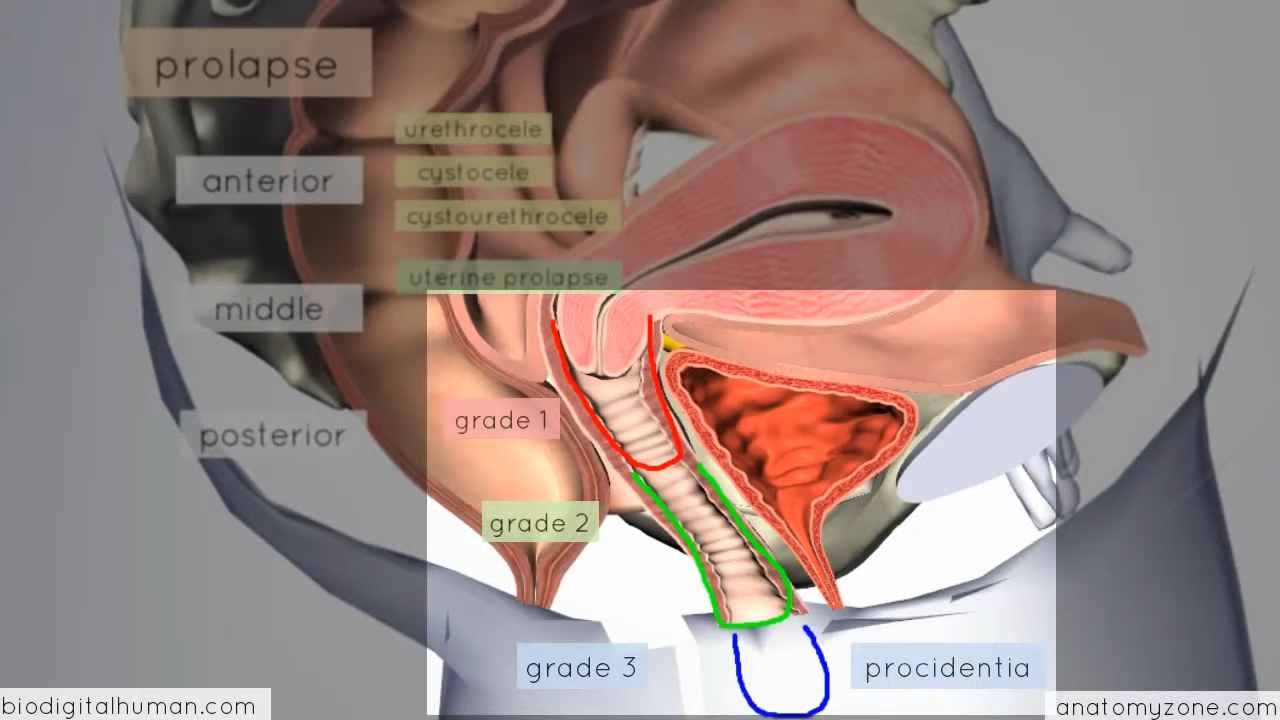 prolapse
anterior
urethrocele
cystocele
cystourethrocele
middle
uterine prolapse
posterior
grade 1
grade 2
grade 3
procidentia
biodigitalhuman.com
anatomyzone.com